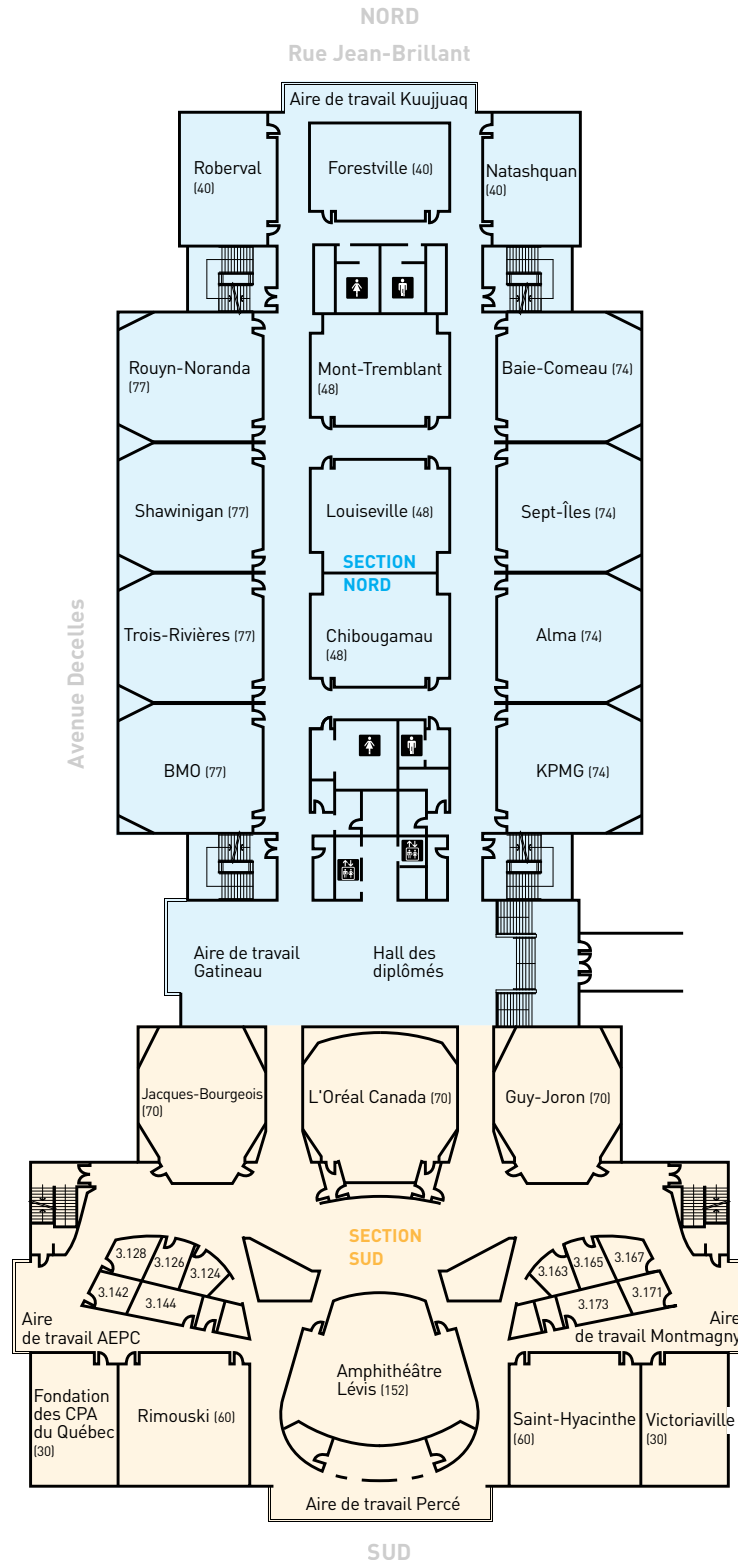 NORD
Rue Jean-Brillant
Aire de travail Kuujjuaq
Roberval
(40)
Forestville (40)
Natashquan
(40)
Rouyn-Noranda
(77)
Mont-Tremblant
(48)
Baie-Comeau (74)
Shawinigan (77)
Louiseville (48)
Sept-Îles (74)
SECTION
NORD
Avenue Decelles
Trois-Rivières (77)
Chibougamau
(48)
Alma (74)
BMO (77)
KPMG (74)
Aire de travail
Gatineau
Hall des
diplômés
Jacques-Bourgeois
(70)
L'Oréal Canada (70)
Guy-Joron (70)
SECTION
SUD
3.128
3.126
3.124
3.142
3.144
3.163
3.165
3.167
3.171
3.173
Aire
de travail AEPC
Aire
de travail Montmagny
Amphithéâtre
Lévis (152)
Fondation
des CPA
du Québec
(30)
Rimouski (60)
Saint-Hyacinthe
(60)
Victoriaville
(30)
Aire de travail Percé
SUD